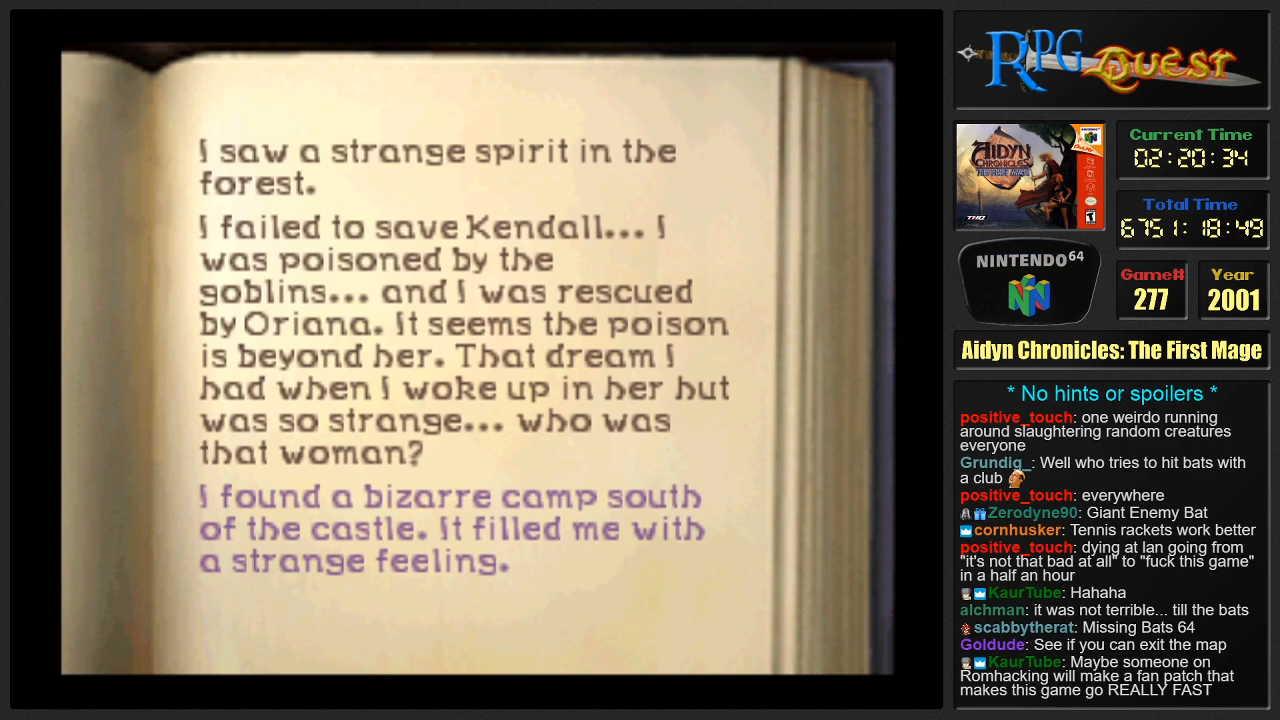 I saw a strange spirit in the
forest.
I failed to save Kendall... I
was poisoned by the
goblins... and I was rescued
by Oriana. It seems the poison
is beyond her. That dream I
had when I woke up in her hut
was so strange... who was
that woman?
I found a bizarre camp south
of the castle. It filled me with
a strange feeling.
RPG QUEST
AIDYN
CHRONICLES
THE FIRST MAGE
THQ
NINTENDO64
Current Time
02:20:34
Total Time
6751:18:49
Game#
277
Year
2001
Aidyn Chronicles: The First Mage
* No hints or spoilers *
positive_touch: one weirdo running
around slaughtering random creatures
everyone
Grundig_: Well who tries to hit bats with
a club
positive_touch: everywhere
Zerodyne90: Giant Enemy Bat
cornhusker: Tennis rackets work better
positive_touch: dying at lan going from
"it's not that bad at all" to "fuck this game"
in a half an hour
KaurTube: Hahaha
alchman: it was not terrible... till the bats
scabbytherat: Missing Bats 64
Goldude: See if you can exit the map
KaurTube: Maybe someone on
Romhacking will make a fan patch that
makes this game go REALLY FAST